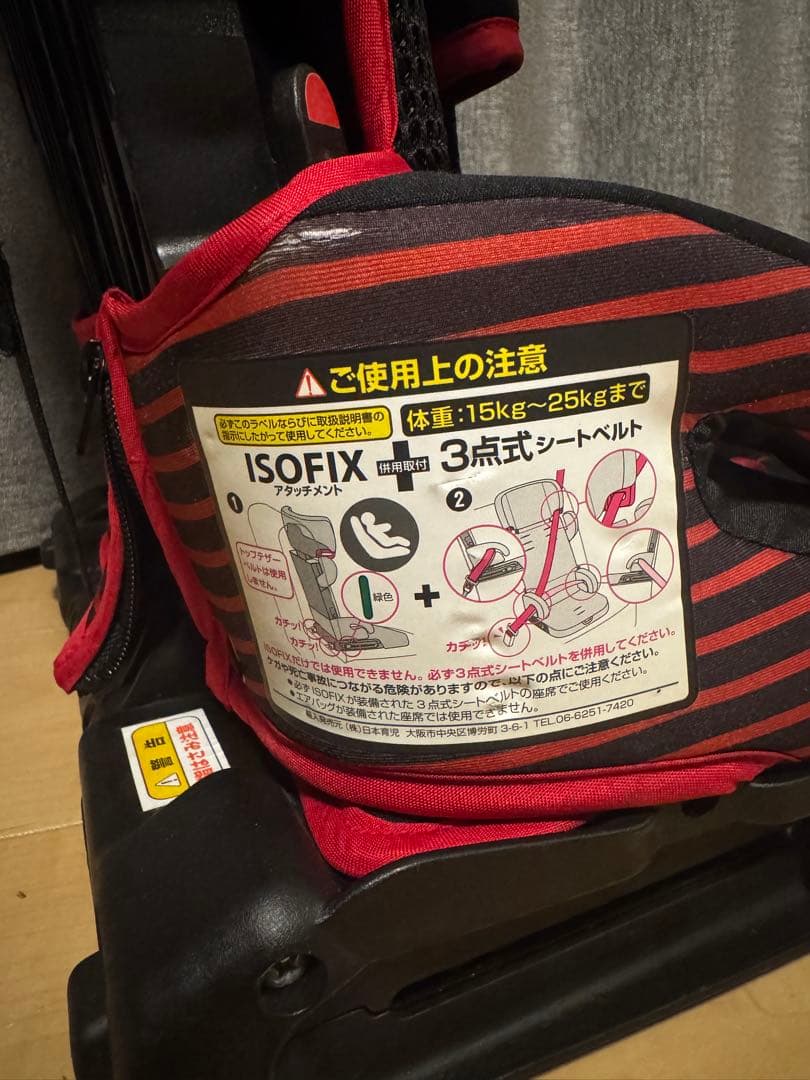 ご使用上の注意
必ずこのラベルならびに取扱説明書の
指示にしたがって使用してください。
体重：15kg〜25kgまで
ISOFIX
アタッチメント
併用取付
3点式シートベルト
1
トップテザー
ベルトは使用
しません。
緑色
カチッ！
カチッ！
+
2
カチッ！
ISOFIXだけでは使用できません。必ず3点式シートベルトを併用してください。
ケガや死亡事故につながる危険がありますので、以下の点にご注意ください。
●必ずISOFIXが装備された3点式シートベルトの座席でご使用ください。
●エアバッグが装備された座席では使用できません。
輸入発売元（株）日本育児 大阪市中央区博労町3-6-1 TEL.06-6251-7420
警告
指はさみ注意